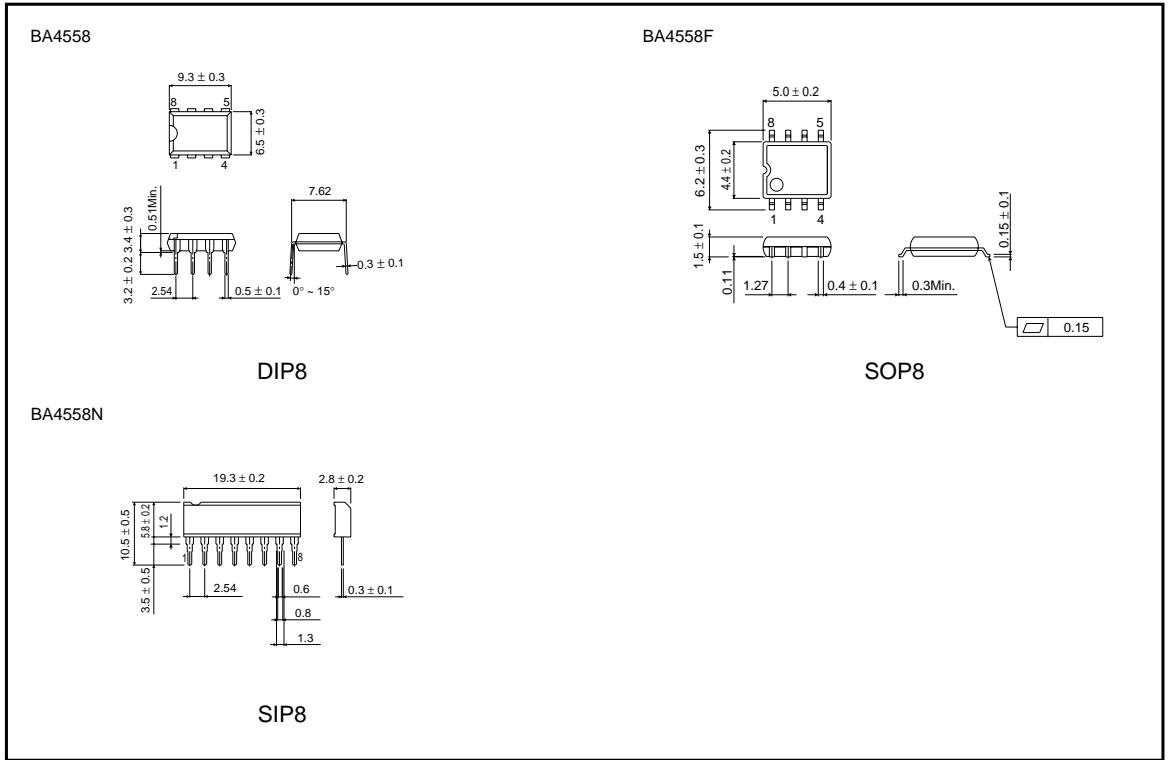 BA4558
9.3 ± 0.3
8 5
6.5 ± 0.3
1 4
0.51Min.
3.2 ± 0.2 3.4 ± 0.3
7.62
0.3 ± 0.1
2.54
0.5 ± 0.1
0° ~ 15°
DIP8
BA4558F
5.0 ± 0.2
8 5
6.2 ± 0.3
4.4 ± 0.2
1 4
1.5 ± 0.1
0.11
1.27
0.4 ± 0.1
0.3Min.
0.15 ± 0.1
0.15
SOP8
BA4558N
19.3 ± 0.2
2.8 ± 0.2
10.5 ± 0.5
5.8 ± 0.2
1.2
3.5 ± 0.5
1 8
2.54
0.6
0.3 ± 0.1
0.8
1.3
SIP8